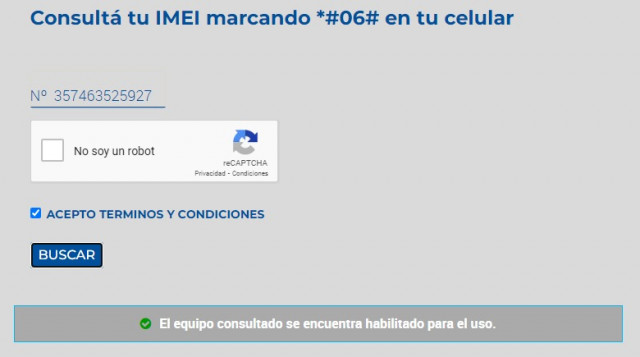 Consultá tu IMEI marcando *#06# en tu celular
Nº 357463525927
No soy un robot
reCAPTCHA
Privacidad - Condiciones
ACEPTO TERMINOS Y CONDICIONES
BUSCAR
El equipo consultado se encuentra habilitado para el uso.